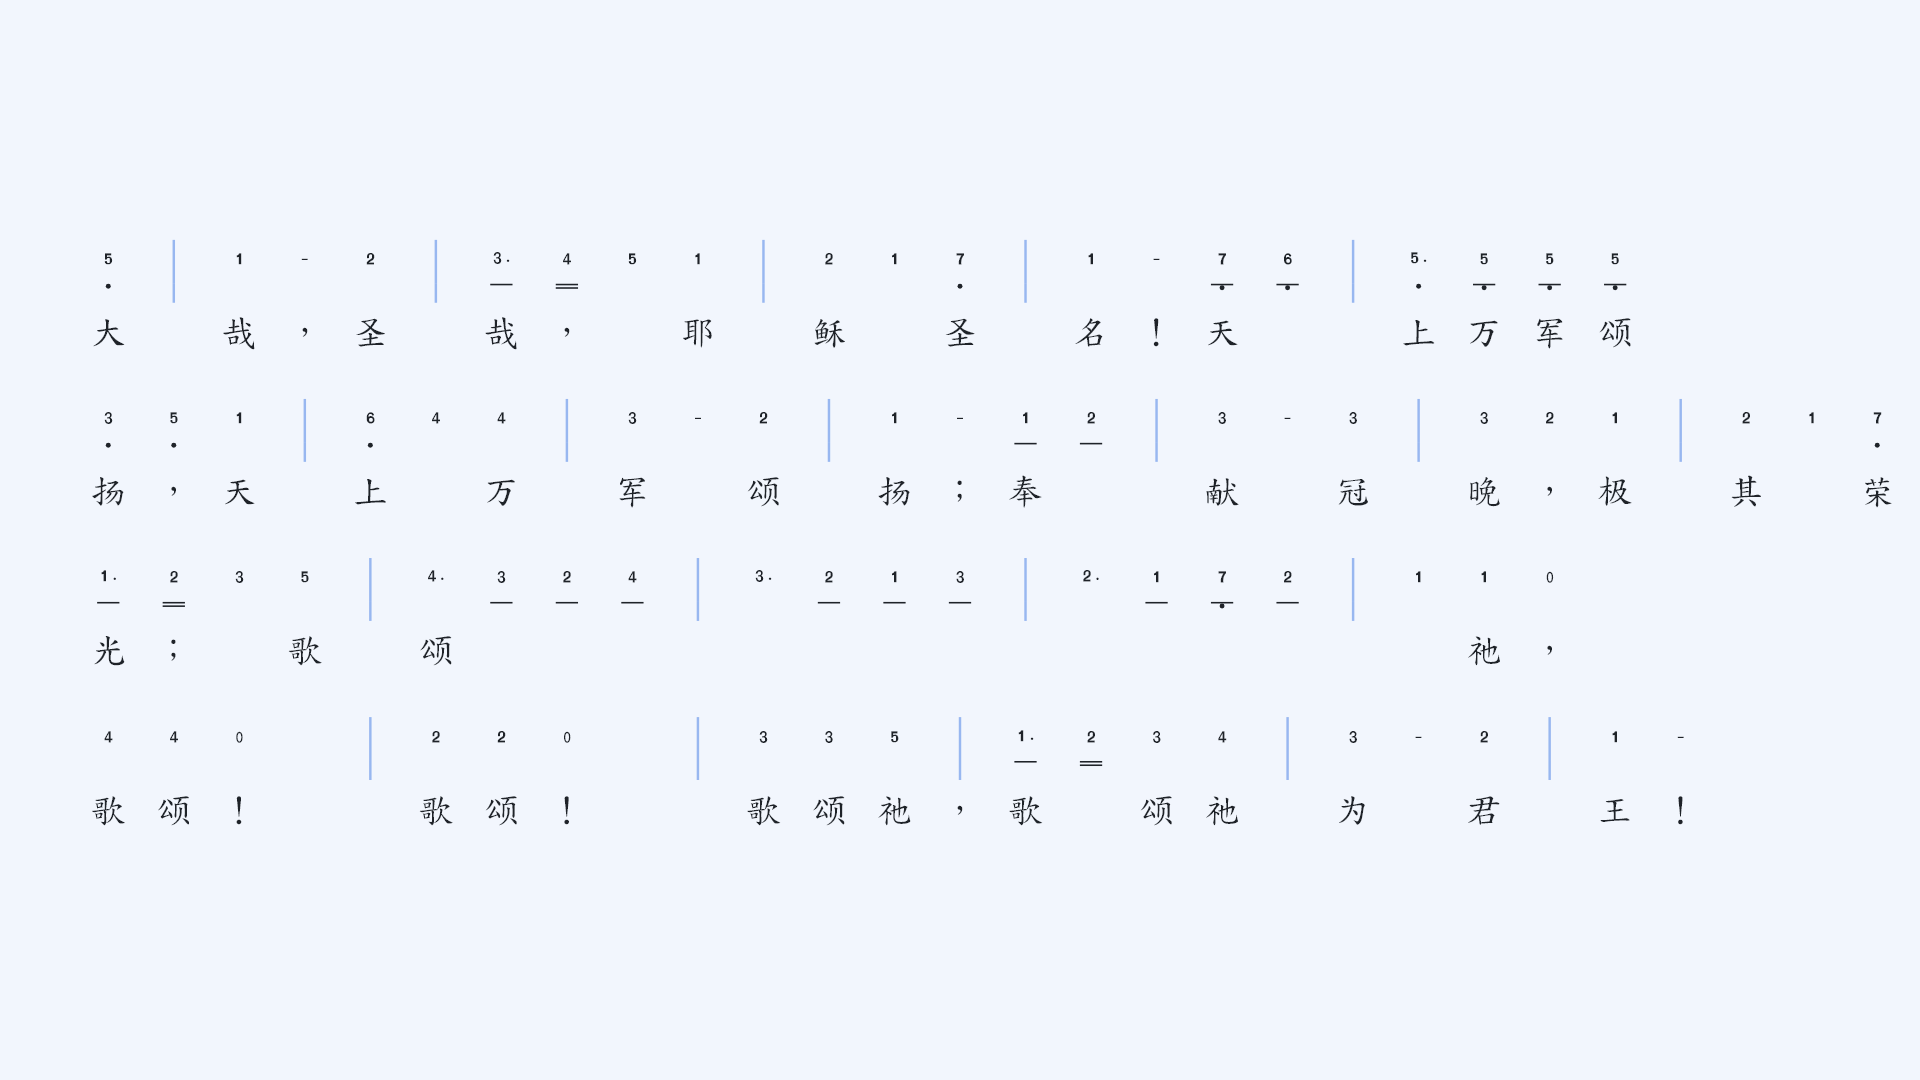 5 | 1 - 2 | 3. 4 5 1 | 2 1 7 | 1 - 7 6 | 5. 5 5 5
大哉，圣哉，耶稣圣名！天上万军颂
3 5 1 | 6 4 4 | 3 - 2 | 1 - 1 2 | 3 - 3 | 3 2 1 | 2 1 7
扬，天上万军颂扬；奉献冠晚，极其荣
1. 2 3 5 | 4. 3 2 4 | 3. 2 1 3 | 2. 1 7 2 | 1 1 0
光；歌颂祂，
4 4 0 | 2 2 0 | 3 3 5 | 1. 2 3 4 | 3 - 2 | 1 -
歌颂！歌颂！歌颂祂，歌颂祂为君王！